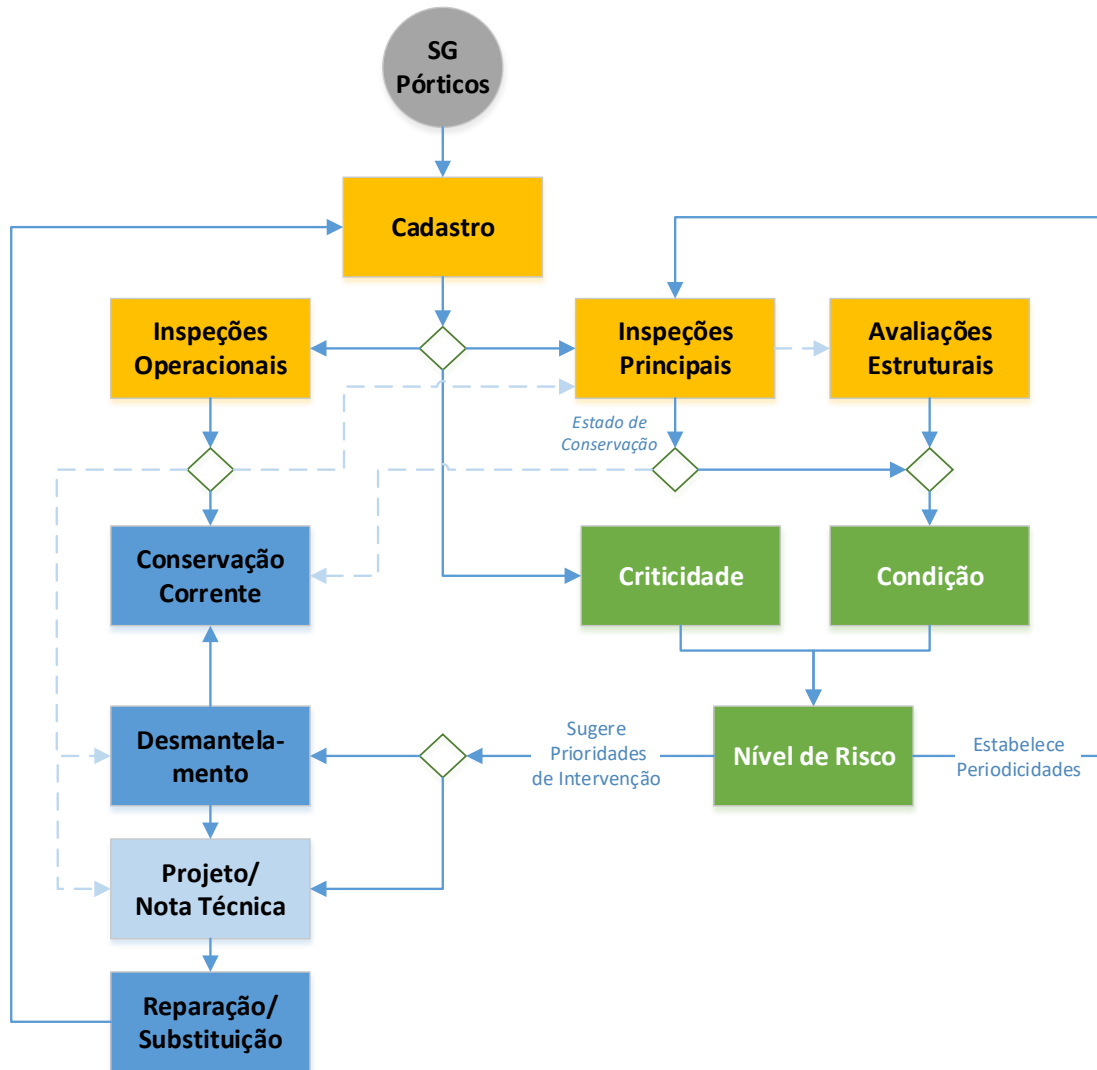 SG
Pórticos
Cadastro
Inspeções
Operacionais
Inspeções
Principais
Avaliações
Estruturais
Estado de
Conservação
Conservação
Corrente
Criticidade
Condição
Desmantela-
mento
Sugere
Prioridades
de Intervenção
Nível de Risco
Estabelece
Periodicidades
Projeto/
Nota Técnica
Reparação/
Substituição